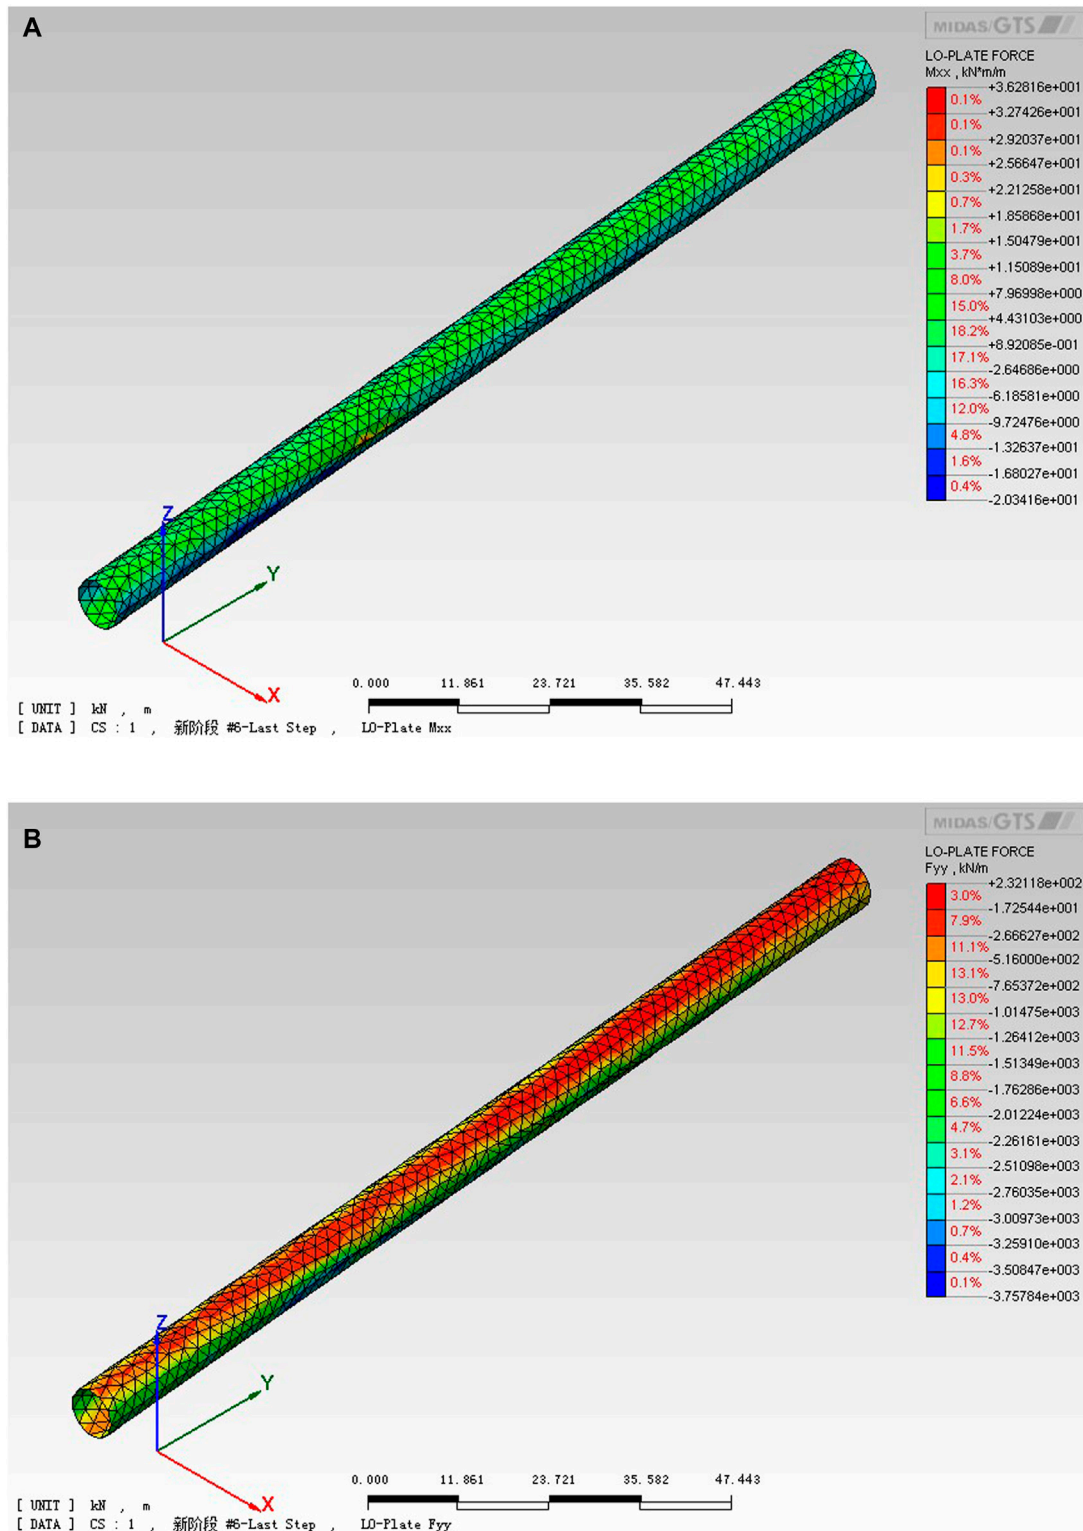 A
MIDAS/GTS
LO-PLATE FORCE
Mxx , kN*m/m
+3.62816e+001
0.1%
+3.27426e+001
0.1%
+2.92037e+001
0.1%
+2.56647e+001
0.3%
+2.21258e+001
0.7%
+1.85868e+001
1.7%
+1.50479e+001
3.7%
+1.15089e+001
8.0%
+7.96998e+000
15.0%
+4.43103e+000
18.2%
+8.92085e-001
17.1%
-2.64686e+000
16.3%
-6.18581e+000
12.0%
-9.72476e+000
4.8%
-1.32637e+001
1.6%
-1.68027e+001
0.4%
-2.03416e+001
Z
Y
X
0.000 11.861 23.721 35.582 47.443
[ UNIT ] kN , m
[ DATA ] CS : 1 , 新阶段 #6-Last Step , LO-Plate Mxx
B
MIDAS/GTS
LO-PLATE FORCE
Fyy , kN/m
+2.32118e+002
3.0%
-1.72544e+001
7.9%
-2.66627e+002
11.1%
-5.16000e+002
13.1%
-7.65372e+002
13.0%
-1.01475e+003
12.7%
-1.26412e+003
11.5%
-1.51349e+003
8.8%
-1.76286e+003
6.6%
-2.01224e+003
4.7%
-2.26161e+003
3.1%
-2.51098e+003
2.1%
-2.76035e+003
1.2%
-3.00973e+003
0.7%
-3.25910e+003
0.4%
-3.50847e+003
0.1%
-3.75784e+003
Z
Y
X
0.000 11.861 23.721 35.582 47.443
[ UNIT ] kN , m
[ DATA ] CS : 1 , 新阶段 #6-Last Step , LO-Plate Fyy